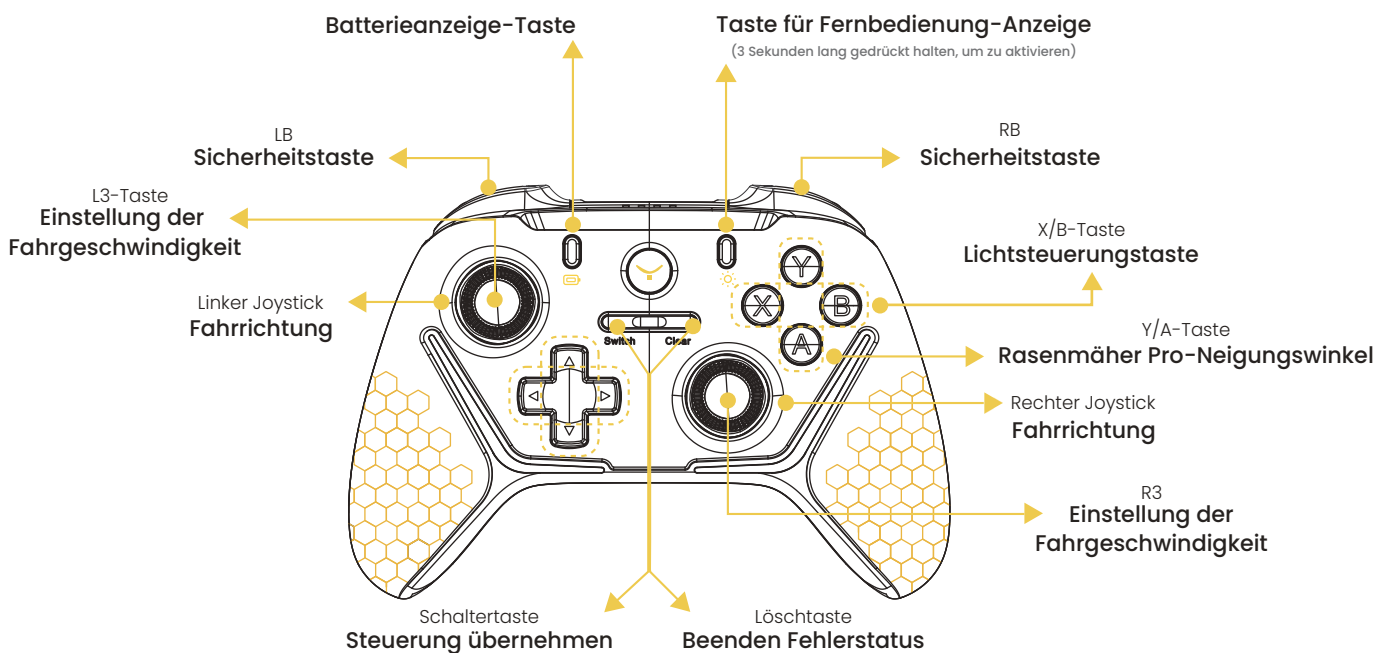 Batterieanzeige-Taste
Taste für Fernbedienung-Anzeige
(3 Sekunden lang gedrückt halten, um zu aktivieren)
LB
Sicherheitstaste
RB
Sicherheitstaste
L3-Taste
Einstellung der
Fahrgeschwindigkeit
X/B-Taste
Lichtsteuerungstaste
Linker Joystick
Fahrrichtung
Y
X
B
A
Switch
Clear
Y/A-Taste
Rasenmäher Pro-Neigungswinkel
Rechter Joystick
Fahrrichtung
R3
Einstellung der
Fahrgeschwindigkeit
Schaltertaste
Steuerung übernehmen
Löschtaste
Beenden Fehlerstatus